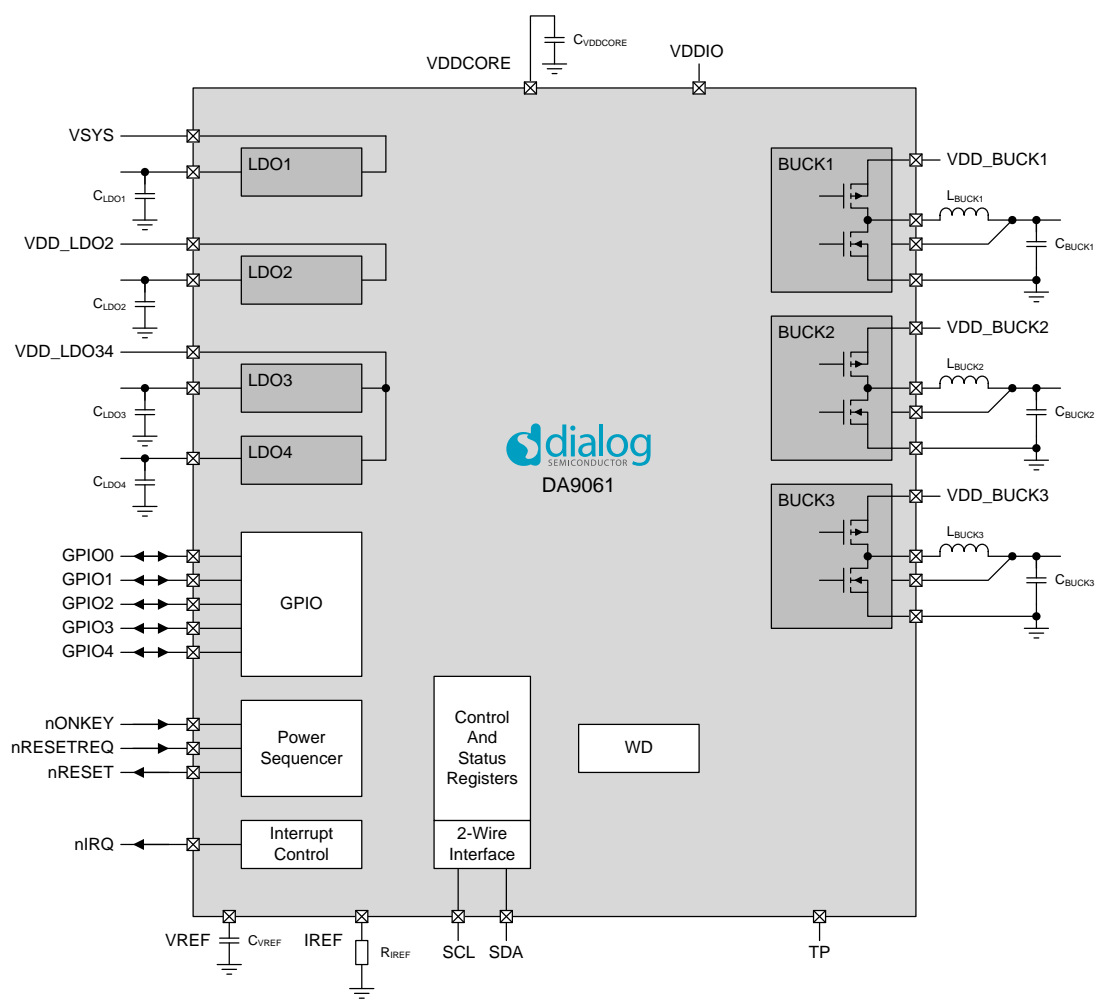 CVDDCORE
VDDCORE
VDDIO
VSYS
LDO1
CLDO1
VDD_LDO2
LDO2
CLDO2
VDD_LDO34
LDO3
CLDO3
LDO4
CLDO4
BUCK1
VDD_BUCK1
LBUCK1
CBUCK1
BUCK2
VDD_BUCK2
LBUCK2
CBUCK2
BUCK3
VDD_BUCK3
LBUCK3
CBUCK3
dialog
SEMICONDUCTOR
DA9061
GPIO0
GPIO1
GPIO2
GPIO3
GPIO4
GPIO
nONKEY
nRESETREQ
nRESET
Power
Sequencer
nIRQ
Interrupt
Control
Control
And
Status
Registers
2-Wire
Interface
WD
VREF
CVREF
IREF
RIREF
SCL
SDA
TP